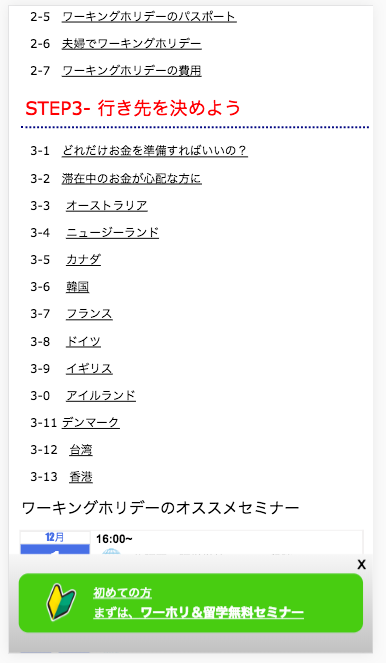 2-5 ワーキングホリデーのパスポート
2-6 夫婦でワーキングホリデー
2-7 ワーキングホリデーの費用
STEP3- 行き先を決めよう
3-1 どれだけお金を準備すればいいの？
3-2 滞在中のお金が心配な方に
3-3 オーストラリア
3-4 ニュージーランド
3-5 カナダ
3-6 韓国
3-7 フランス
3-8 ドイツ
3-9 イギリス
3-0 アイルランド
3-11 デンマーク
3-12 台湾
3-13 香港
ワーキングホリデーのオススメセミナー
12月 16:00~
X
初めての方
まずは、ワーホリ＆留学無料セミナー